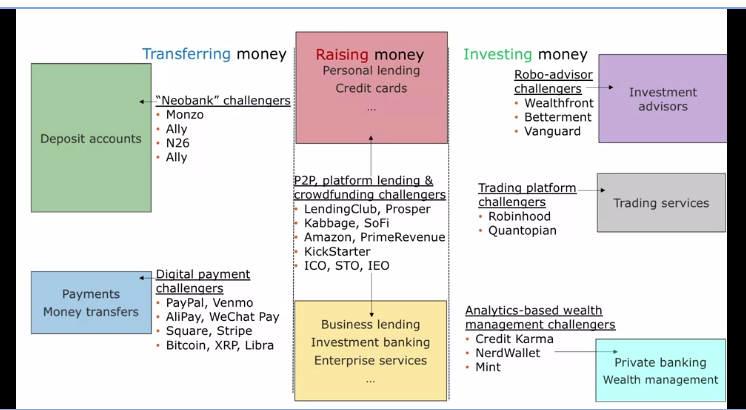 Transferring money
Deposit accounts
“Neobank” challengers
• Monzo
• Ally
• N26
• Ally
Payments
Money transfers
Digital payment
challengers
• PayPal, Venmo
• AliPay, WeChat Pay
• Square, Stripe
• Bitcoin, XRP, Libra
Raising money
Personal lending
Credit cards
...
P2P, platform lending &
crowdfunding challengers
• LendingClub, Prosper
• Kabbage, SoFi
• Amazon, PrimeRevenue
• KickStarter
• ICO, STO, IEO
Business lending
Investment banking
Enterprise services
...
Investing money
Robo-advisor
challengers
• Wealthfront
• Betterment
• Vanguard
Investment
advisors
Trading platform
challengers
• Robinhood
• Quantopian
Trading services
Analytics-based wealth
management challengers
• Credit Karma
• NerdWallet
• Mint
Private banking
Wealth management